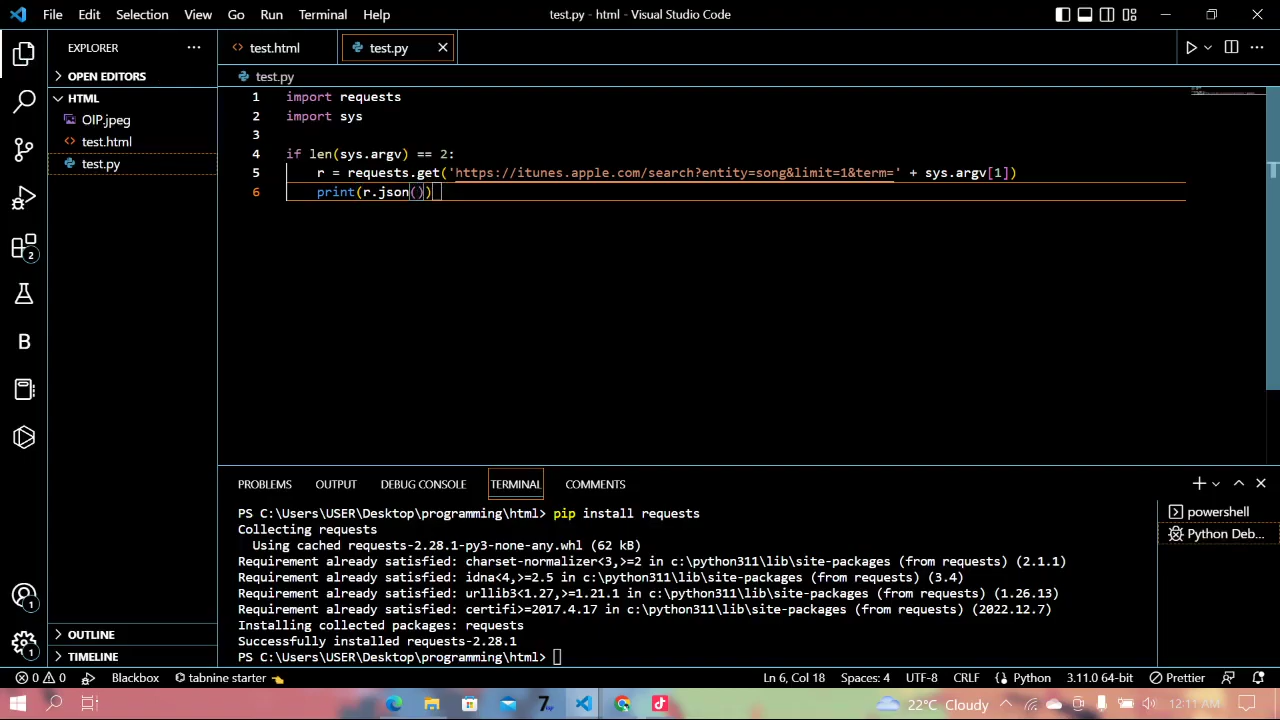 File Edit Selection View Go Run Terminal Help test.py - html - Visual Studio Code
EXPLORER ···
test.html
test.py
OPEN EDITORS
test.py
HTML
OIP.jpeg
test.html
test.py
1 import requests
2 import sys
3
4 if len(sys.argv) == 2:
5 r = requests.get('https://itunes.apple.com/search?entity=song&limit=1&term=' + sys.argv[1])
6 print(r.json())
2
B
PROBLEMS OUTPUT DEBUG CONSOLE TERMINAL COMMENTS
PS C:\Users\USER\Desktop\programming\html> pip install requests
Collecting requests
Using cached requests-2.28.1-py3-none-any.whl (62 kB)
Requirement already satisfied: charset-normalizer<3,>=2 in c:\python311\lib\site-packages (from requests) (2.1.1)
Requirement already satisfied: idna<4,>=2.5 in c:\python311\lib\site-packages (from requests) (3.4)
Requirement already satisfied: urllib3<1.27,>=1.21.1 in c:\python311\lib\site-packages (from requests) (1.26.13)
Requirement already satisfied: certifi>=2017.4.17 in c:\python311\lib\site-packages (from requests) (2022.12.7)
Installing collected packages: requests
Successfully installed requests-2.28.1
PS C:\Users\USER\Desktop\programming\html>
powershell
Python Deb...
1
1
OUTLINE
TIMELINE
0 0 Blackbox tabnine starter Ln 6, Col 18 Spaces: 4 UTF-8 CRLF Python 3.11.0 64-bit Prettier
22°C Cloudy 12:11 AM